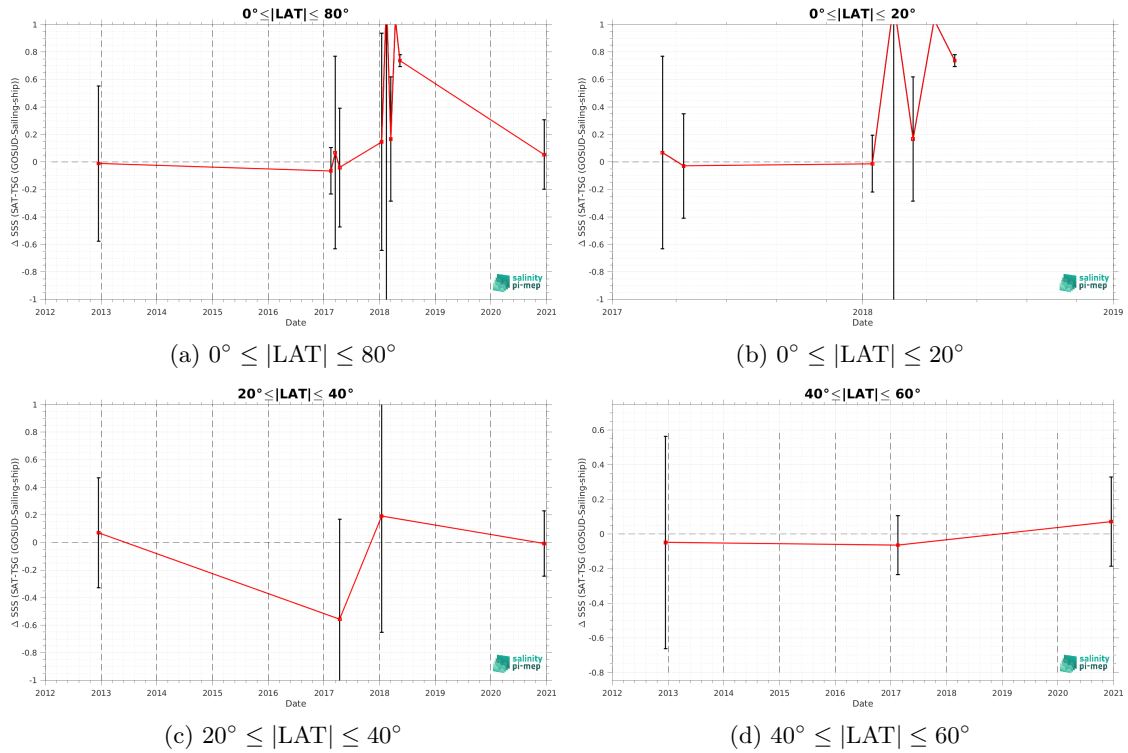 0°≤|LAT|≤ 80°
1
0.8
0.6
0.4
0.2
0
-0.2
-0.4
-0.6
-0.8
-1
Δ SSS (SAT-TSG (GOSUD-Sailing-ship))
2012 2013 2014 2015 2016 2017 2018 2019 2020 2021
Date
salinity
pi-mep
(a) 0° ≤ |LAT| ≤ 80°
0°≤|LAT|≤ 20°
1
0.8
0.6
0.4
0.2
0
-0.2
-0.4
-0.6
-0.8
-1
Δ SSS (SAT-TSG (GOSUD-Sailing-ship))
2017 2018 2019
Date
salinity
pi-mep
(b) 0° ≤ |LAT| ≤ 20°
20°≤|LAT|≤ 40°
1
0.8
0.6
0.4
0.2
0
-0.2
-0.4
-0.6
-0.8
-1
Δ SSS (SAT-TSG (GOSUD-Sailing-ship))
2012 2013 2014 2015 2016 2017 2018 2019 2020 2021
Date
salinity
pi-mep
(c) 20° ≤ |LAT| ≤ 40°
40°≤|LAT|≤ 60°
0.6
0.4
0.2
0
-0.2
-0.4
-0.6
-0.8
Δ SSS (SAT-TSG (GOSUD-Sailing-ship))
2012 2013 2014 2015 2016 2017 2018 2019 2020 2021
Date
salinity
pi-mep
(d) 40° ≤ |LAT| ≤ 60°